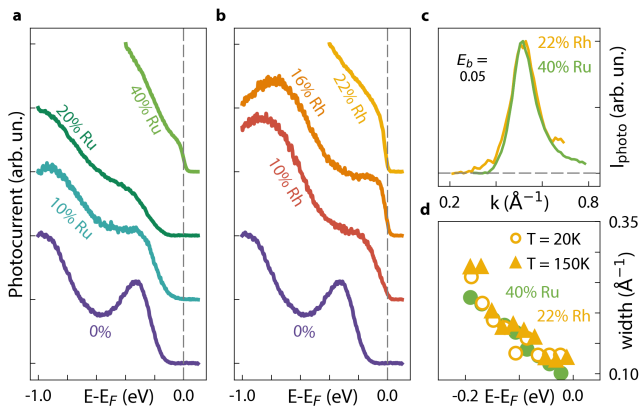 a
Photocurrent (arb. un.)
40% Ru
20% Ru
10% Ru
0%
-1.0
0.0
E-E_F (eV)
b
16% Rh
22% Rh
10% Rh
0%
-1.0
0.0
E-E_F (eV)
c
E_b =
0.05
22% Rh
40% Ru
I_photo
0.2
0.8
k (Å⁻¹)
d
T = 20K
T = 150K
40% Ru
22% Rh
0.35
width (Å⁻¹)
0.10
-0.2
0.0
E-E_F (eV)